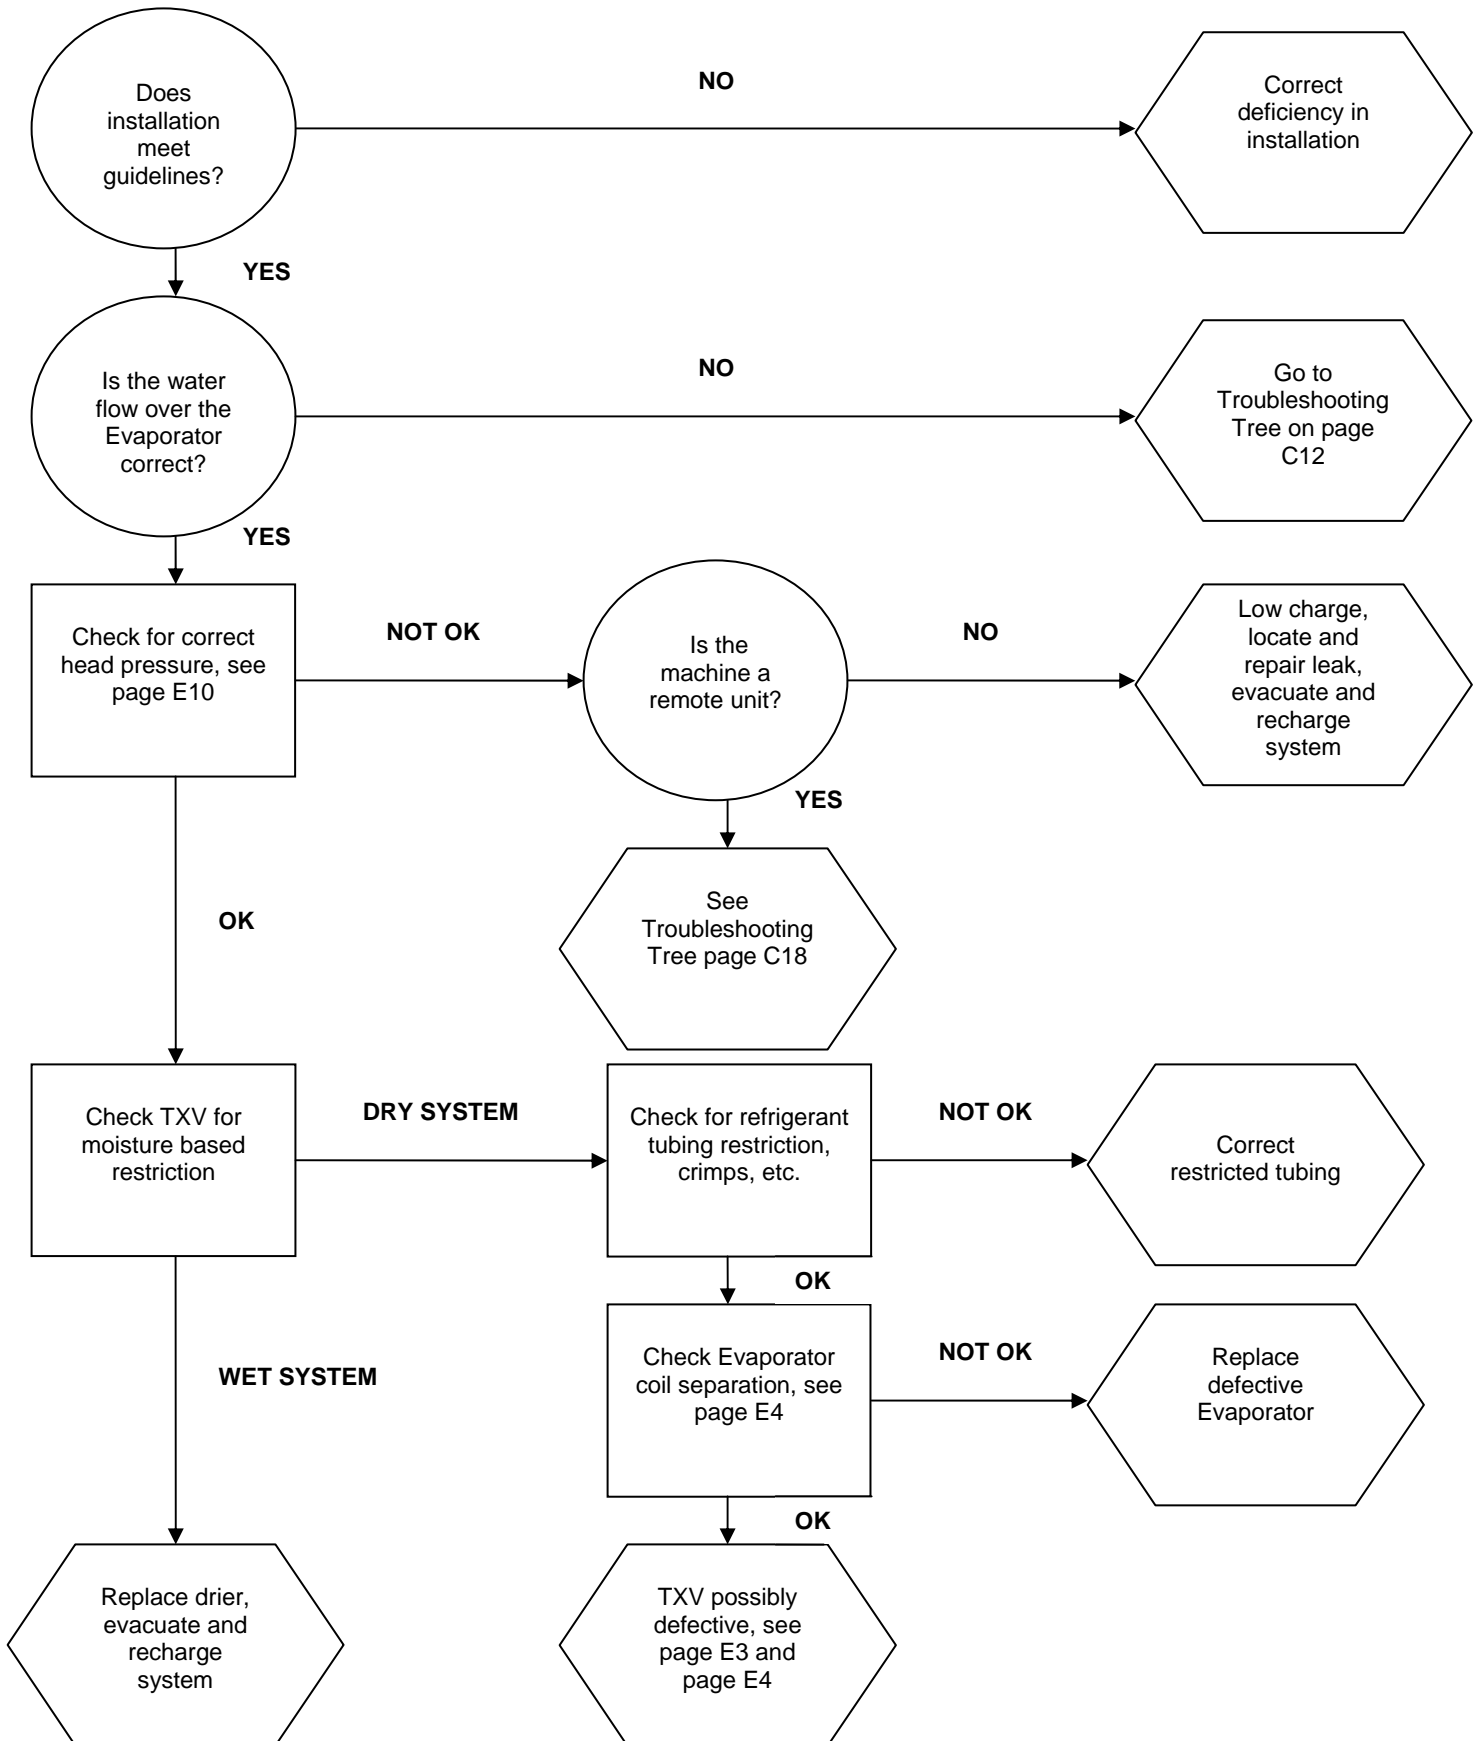 Does
installation
meet
guidelines?
NO
Correct
deficiency in
installation
YES
Is the water
flow over the
Evaporator
correct?
NO
Go to
Troubleshooting
Tree on page
C12
YES
Check for correct
head pressure, see
page E10
NOT OK
Is the
machine a
remote unit?
NO
Low charge,
locate and
repair leak,
evacuate and
recharge
system
YES
See
Troubleshooting
Tree page C18
OK
Check TXV for
moisture based
restriction
DRY SYSTEM
Check for refrigerant
tubing restriction,
crimps, etc.
NOT OK
Correct
restricted tubing
OK
Check Evaporator
coil separation, see
page E4
NOT OK
Replace
defective
Evaporator
WET SYSTEM
OK
Replace drier,
evacuate and
recharge
system
TXV possibly
defective, see
page E3 and
page E4